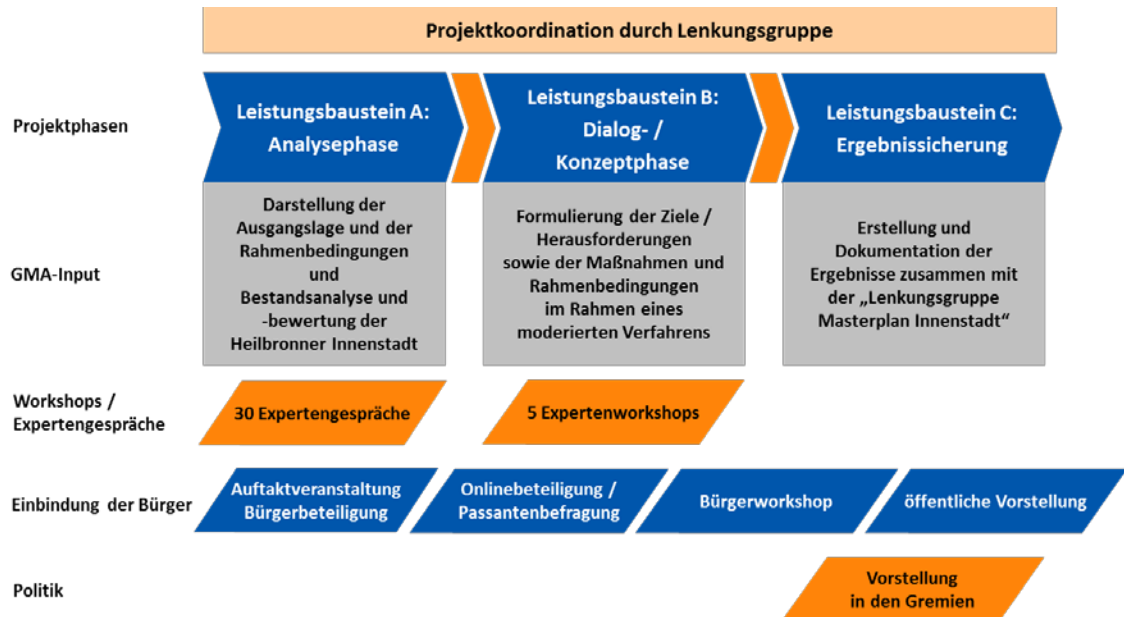 Projektkoordination durch Lenkungsgruppe
Projektphasen
Leistungsbaustein A:
Analysephase
Leistungsbaustein B:
Dialog- /
Konzeptphase
Leistungsbaustein C:
Ergebnissicherung
GMA-Input
Darstellung der
Ausgangslage und der
Rahmenbedingungen
und
Bestandsanalyse und
-bewertung der
Heilbronner Innenstadt
Formulierung der Ziele /
Herausforderungen
sowie der Maßnahmen und
Rahmenbedingungen
im Rahmen eines
moderierten Verfahrens
Erstellung und
Dokumentation der
Ergebnisse zusammen mit
der „Lenkungsgruppe
Masterplan Innenstadt“
Workshops /
Expertengespräche
30 Expertengespräche
5 Expertenworkshops
Einbindung der Bürger
Auftaktveranstaltung
Bürgerbeteiligung
Onlinebeteiligung /
Passantenbefragung
Bürgerworkshop
öffentliche Vorstellung
Politik
Vorstellung
in den Gremien